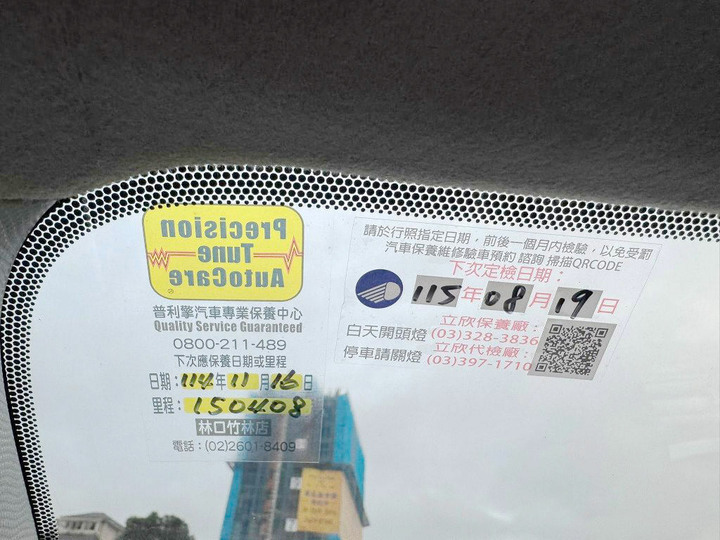 Precision
Tune
AutoCare
普利擎汽車專業保養中心
Quality Service Guaranteed
0800-211-489
下次應保養日期或里程
日期：114年11月16日
里程：150408
林口竹林店
電話：(02)2601-8409
請於行照指定日期，前後一個月內檢驗，以免受罰
汽車保養維修驗車預約 諮詢 掃描QRCODE
下次定檢日期：
115年08月19日
白天開頭燈
停車請關燈
立欣保養廠：
(03)328-3836
立欣代檢廠：
(03)397-1710